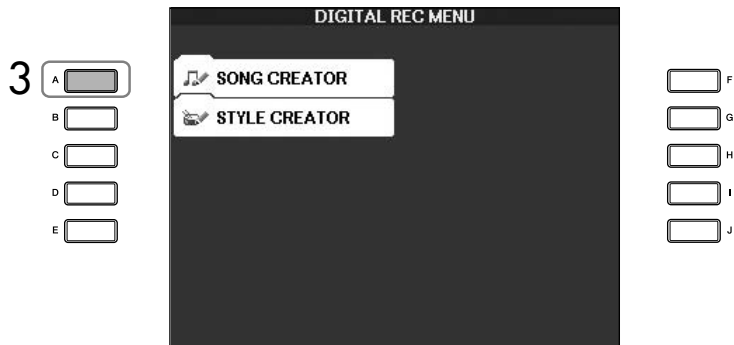 DIGITAL REC MENU
3
A
SONG CREATOR
F
B
STYLE CREATOR
G
C
H
D
I
E
J